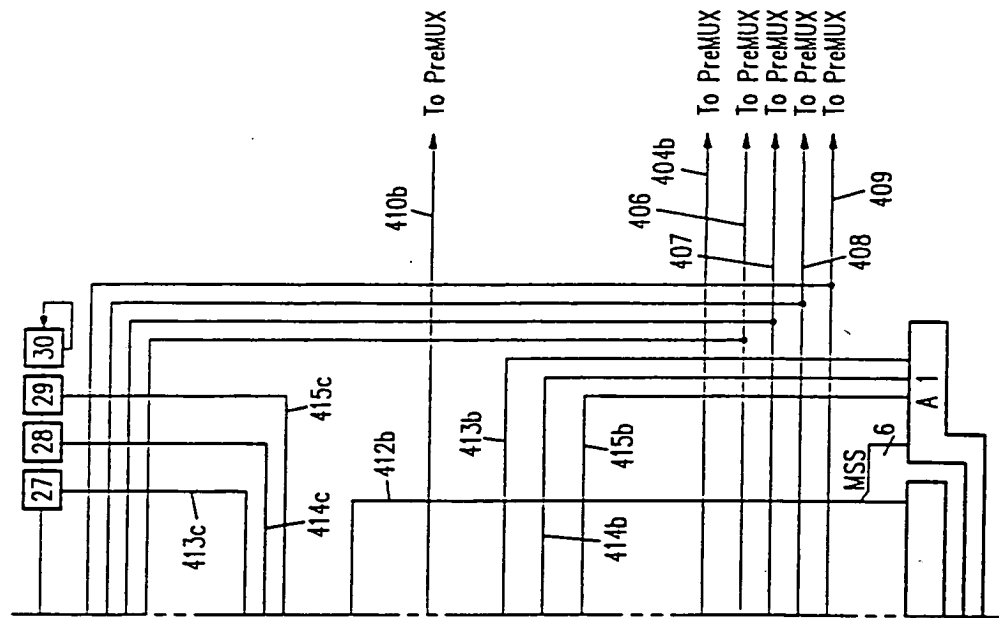 27
28
29
30
413c
414c
415c
412b
410b
To PreMUX
413b
414b
415b
404b
To PreMUX
406
To PreMUX
407
To PreMUX
408
To PreMUX
409
To PreMUX
MSS
6
A 1